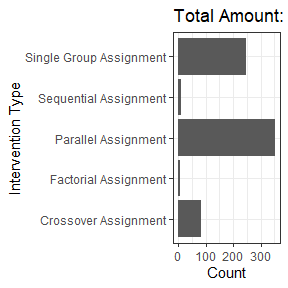 Total Amount:
Intervention Type
Single Group Assignment
Sequential Assignment
Parallel Assignment
Factorial Assignment
Crossover Assignment
0 100 200 300
Count